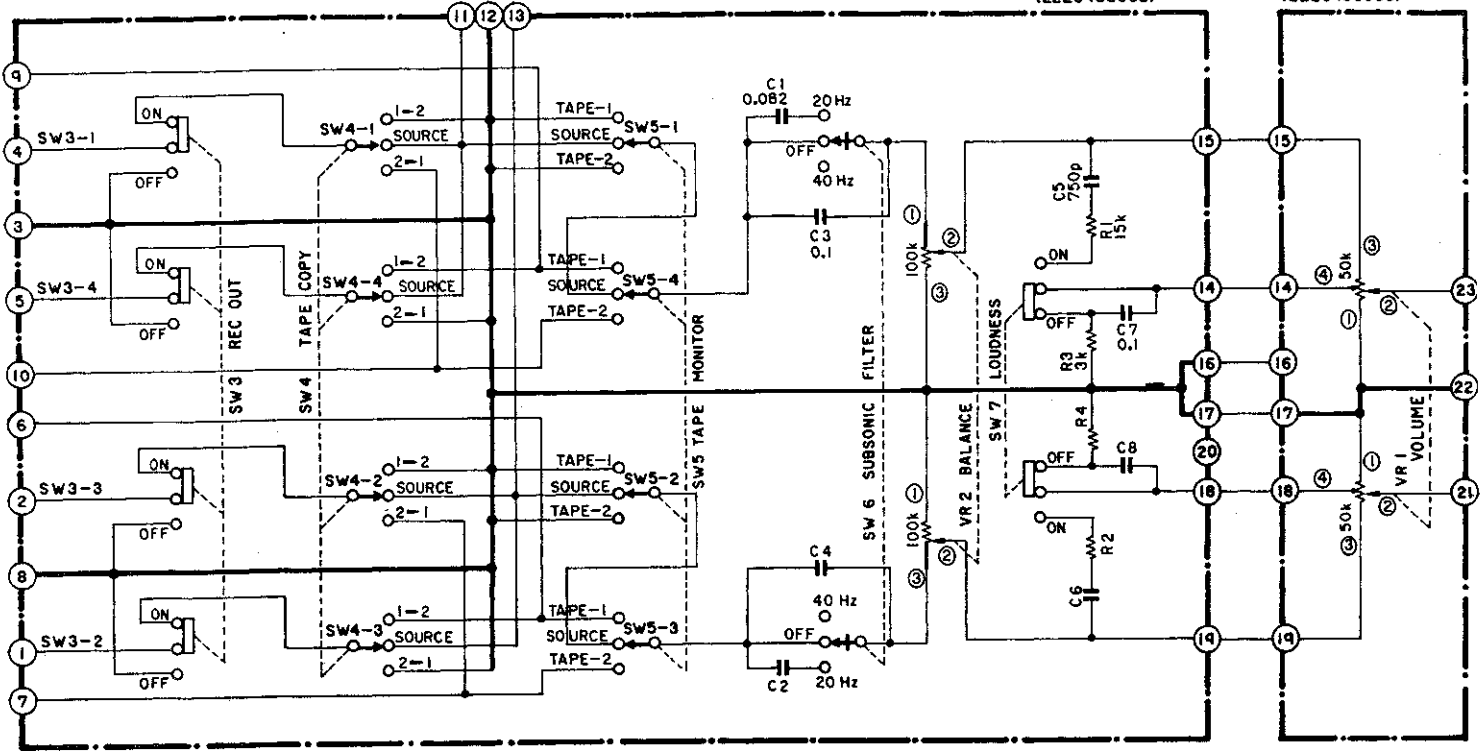 11 12 13
9
C1
0.082
20 Hz
1-2
TAPE-1
ON
SW3-1
SW4-1
SOURCE
SOURCE
SW5-1
OFF
15
15
4
2-1
TAPE-2
40 Hz
OFF
C5
750p
3
C3
0.1
①
②
R1
15k
③
ON
1-2
TAPE-1
100k
ON
50k
SW3-4
SW4-4
SOURCE
SOURCE
SW5-4
③
14
14
④
②
23
5
2-1
TAPE-2
OFF
C7
0.1
①
OFF
R3
3k
10
16
16
SW3 REC OUT
SW4 TAPE COPY
SW5 TAPE MONITOR
SW6 SUBSONIC FILTER
VR2 BALANCE
SW7 LOUDNESS
VR1 VOLUME
22
6
17
17
R4
20
1-2
TAPE-1
OFF
C8
①
ON
SW3-3
SW4-2
SOURCE
SOURCE
SW5-2
①
18
18
④
②
21
2
2-1
TAPE-2
100k
ON
50k
OFF
②
R2
③
8
C4
③
C6
1-2
TAPE-1
40 Hz
ON
SW3-2
SW4-3
SOURCE
SOURCE
SW5-3
OFF
19
19
1
2-1
TAPE-2
OFF
C2
20 Hz
7